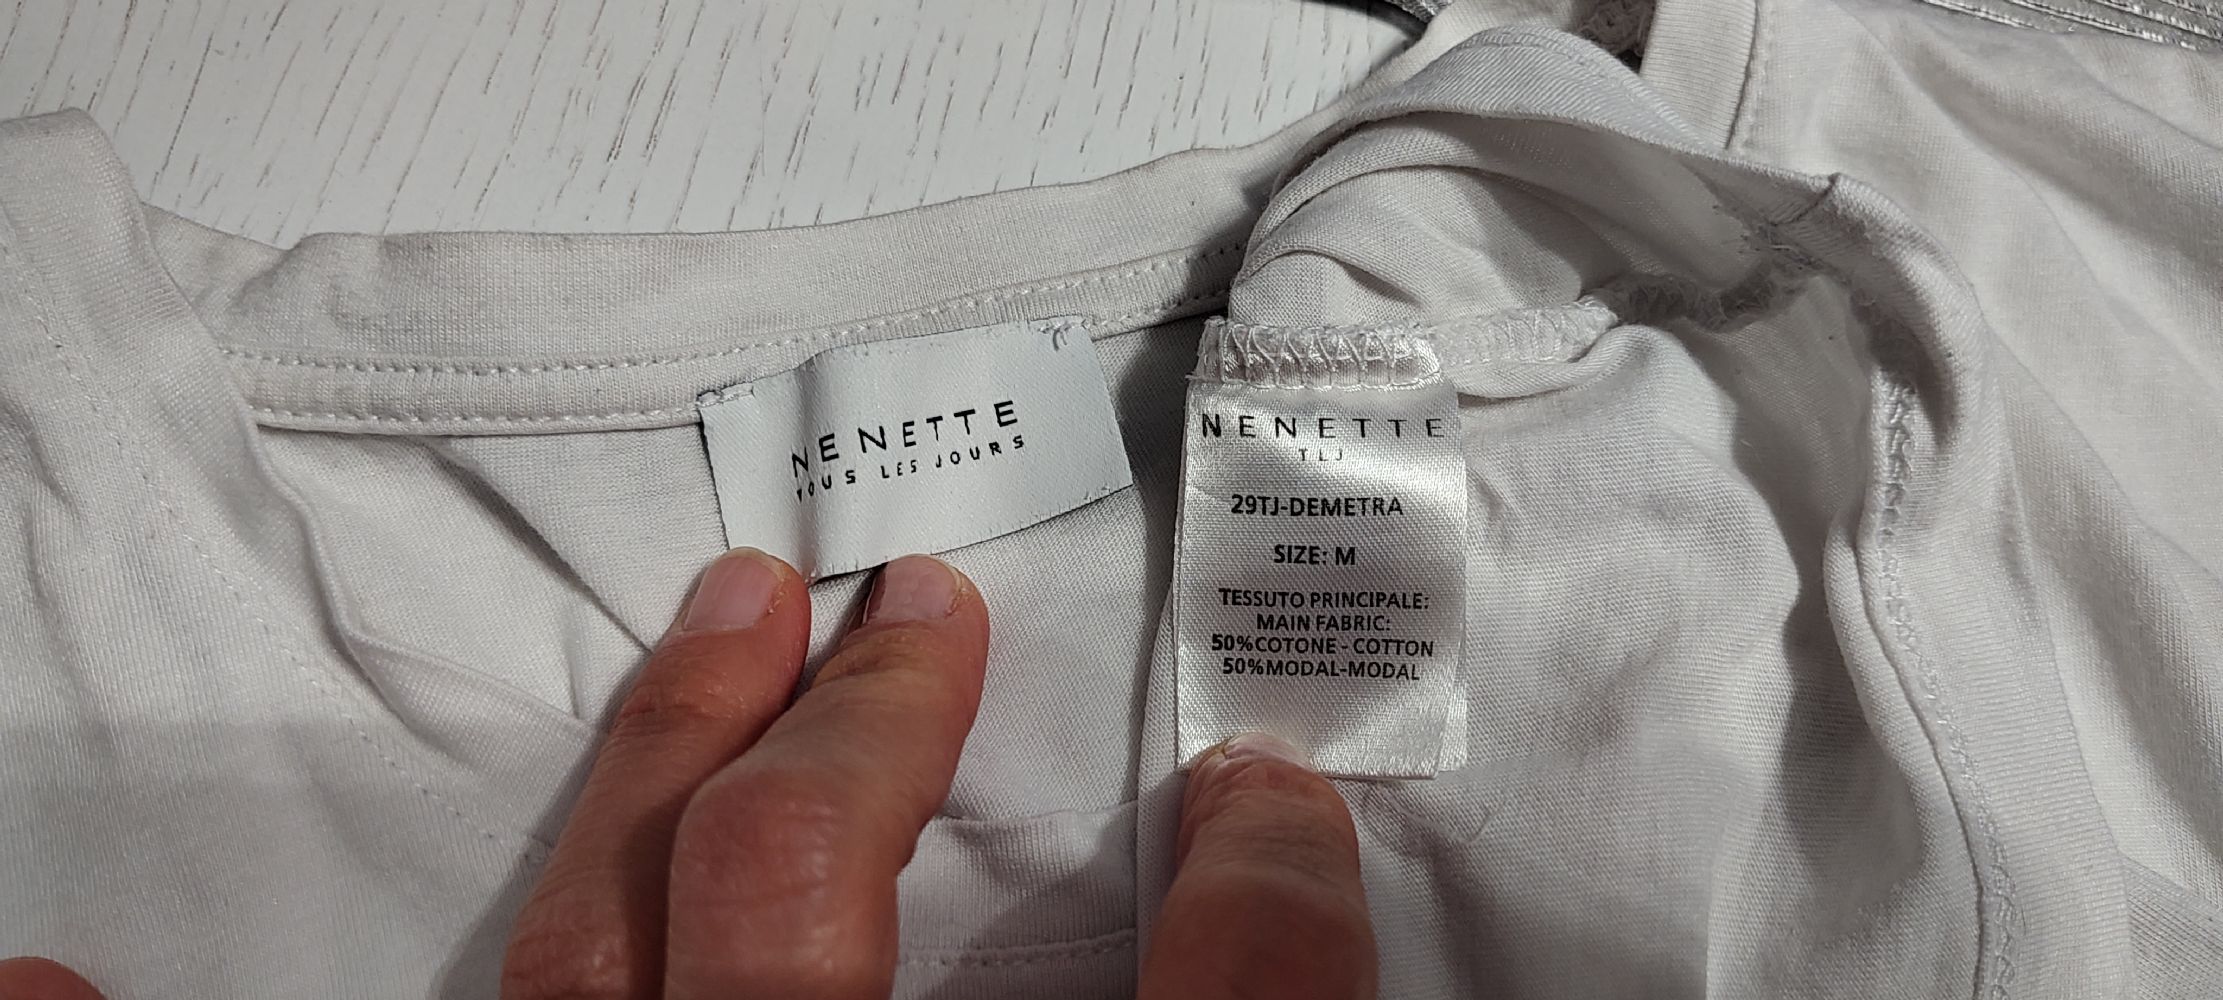 NENETTE
TOUS LES JOURS
NENETTE
TLJ
29TJ-DEMETRA
SIZE: M
TESSUTO PRINCIPALE:
MAIN FABRIC:
50%COTONE - COTTON
50%MODAL-MODAL